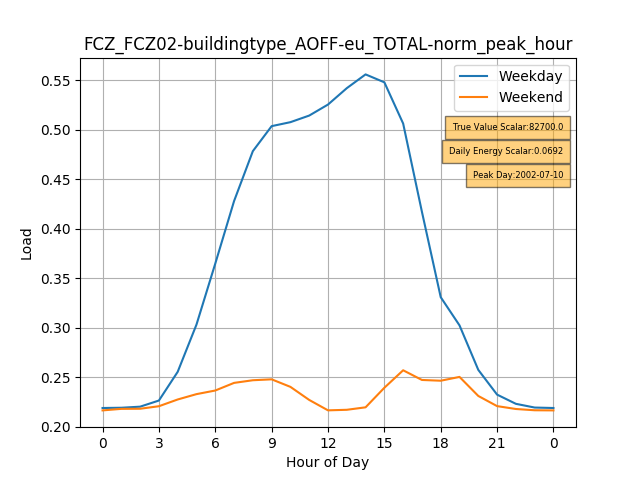 FCZ_FCZ02-buildingtype_AOFF-eu_TOTAL-norm_peak_hour
Weekday
Weekend
True Value Scalar:82700.0
Daily Energy Scalar:0.0692
Peak Day:2002-07-10
Load
0.55
0.50
0.45
0.40
0.35
0.30
0.25
0.20
0 3 6 9 12 15 18 21 0
Hour of Day